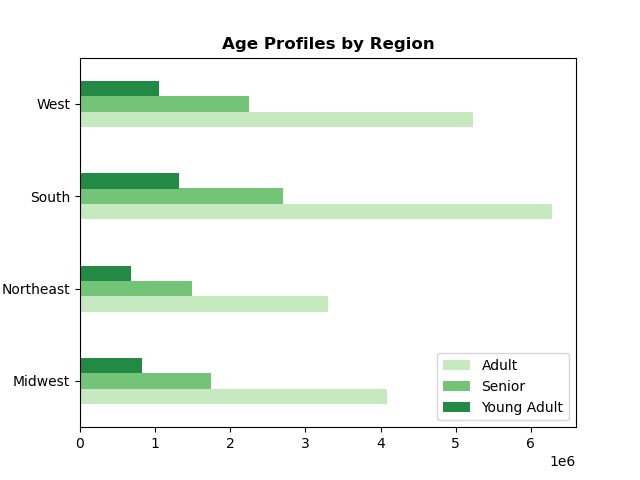 Age Profiles by Region
West
South
Northeast
Midwest
Adult
Senior
Young Adult
0 1 2 3 4 5 6
1e6